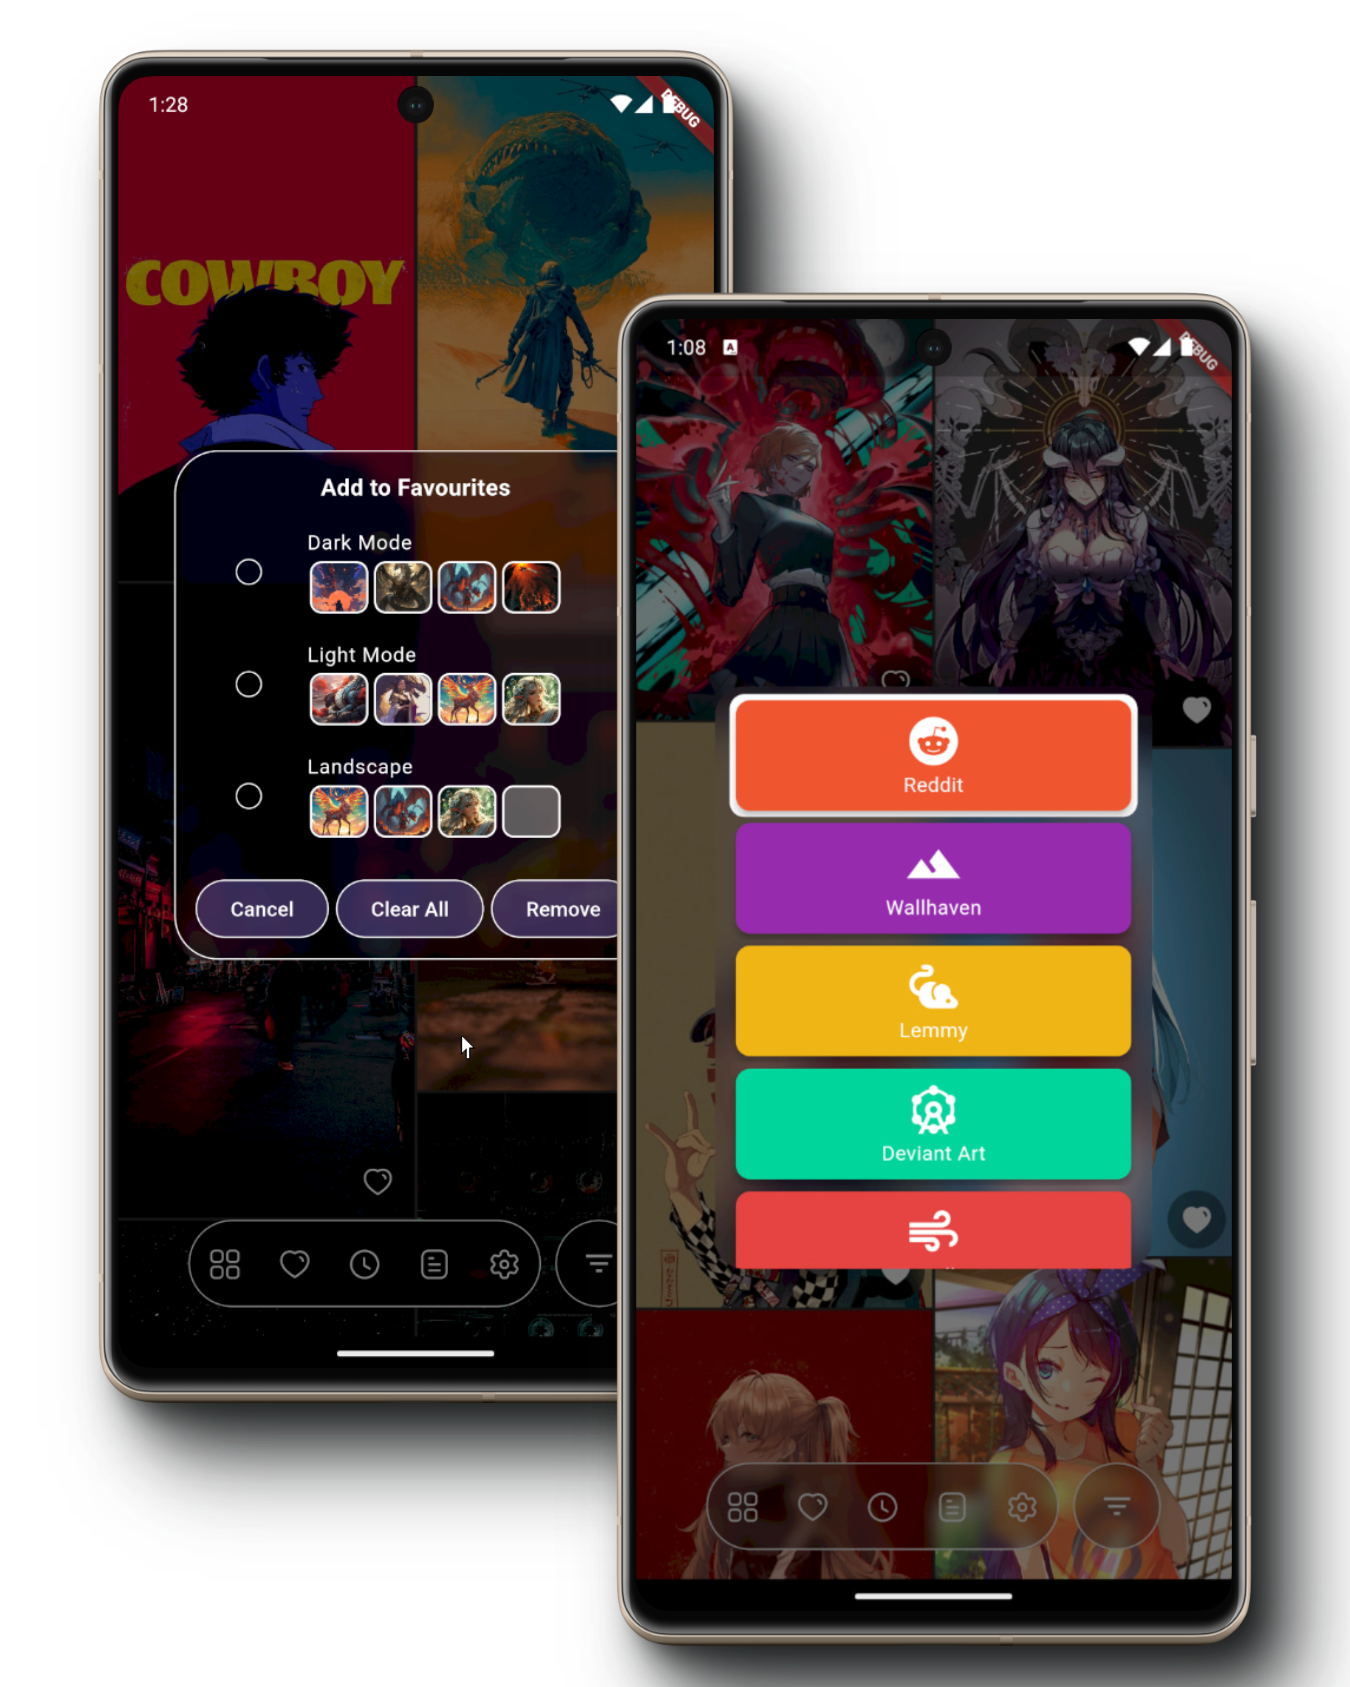 1:28
DEBUG
COWBOY
Add to Favourites
Dark Mode
Light Mode
Landscape
Cancel
Clear All
Remove
1:08
A
Reddit
Wallhaven
Lemmy
Deviant Art